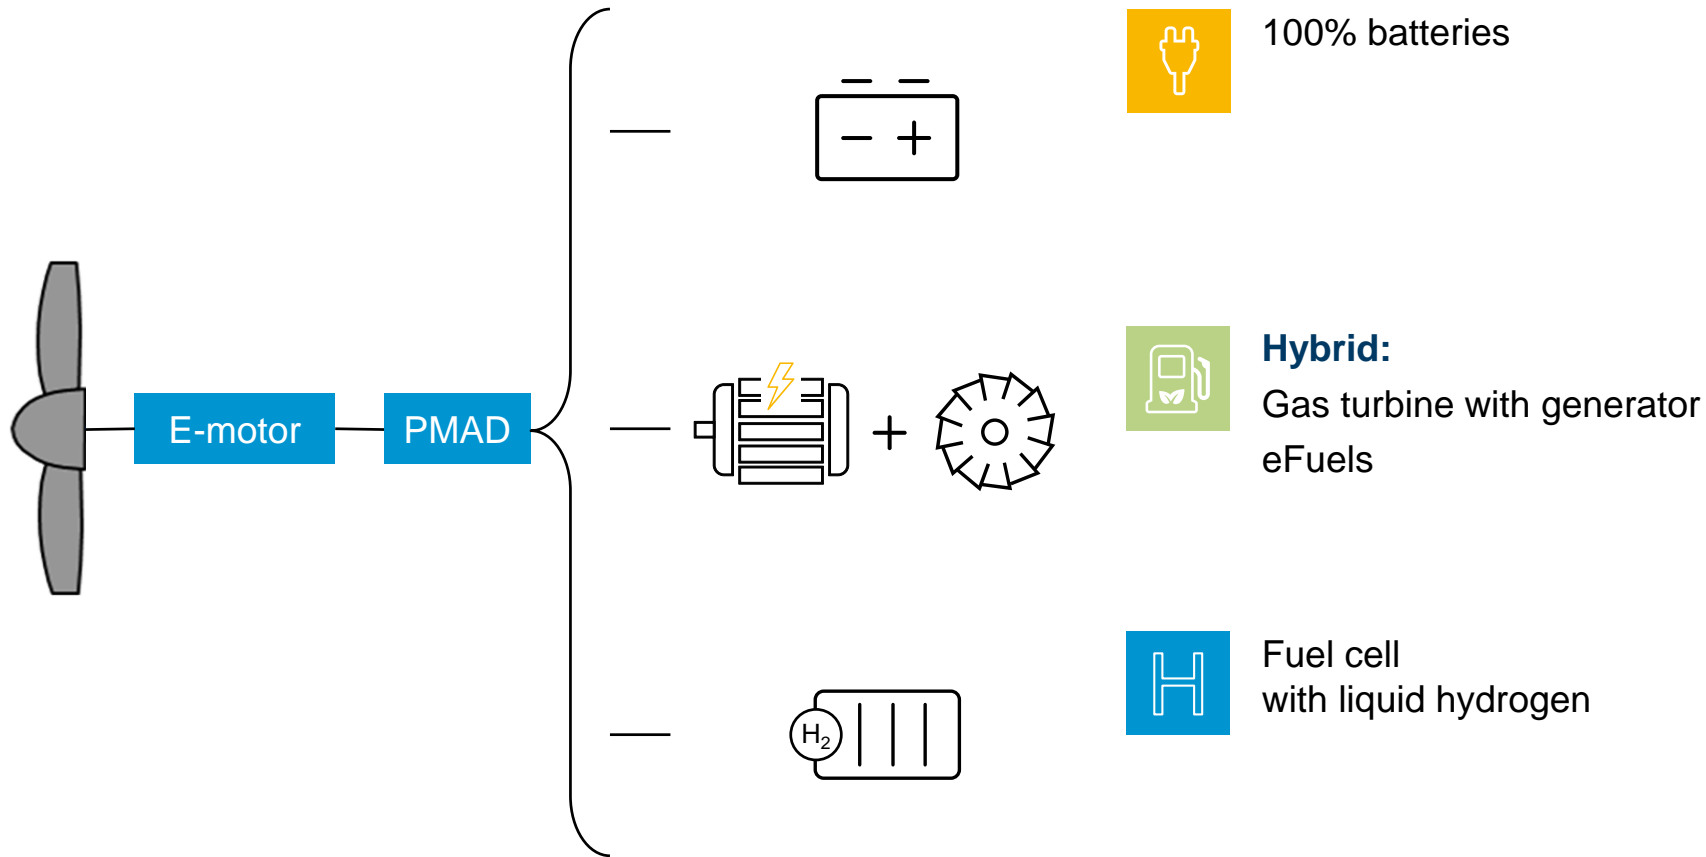 100% batteries
E-motor
PMAD
Hybrid:
Gas turbine with generator
eFuels
H₂
H
Fuel cell
with liquid hydrogen